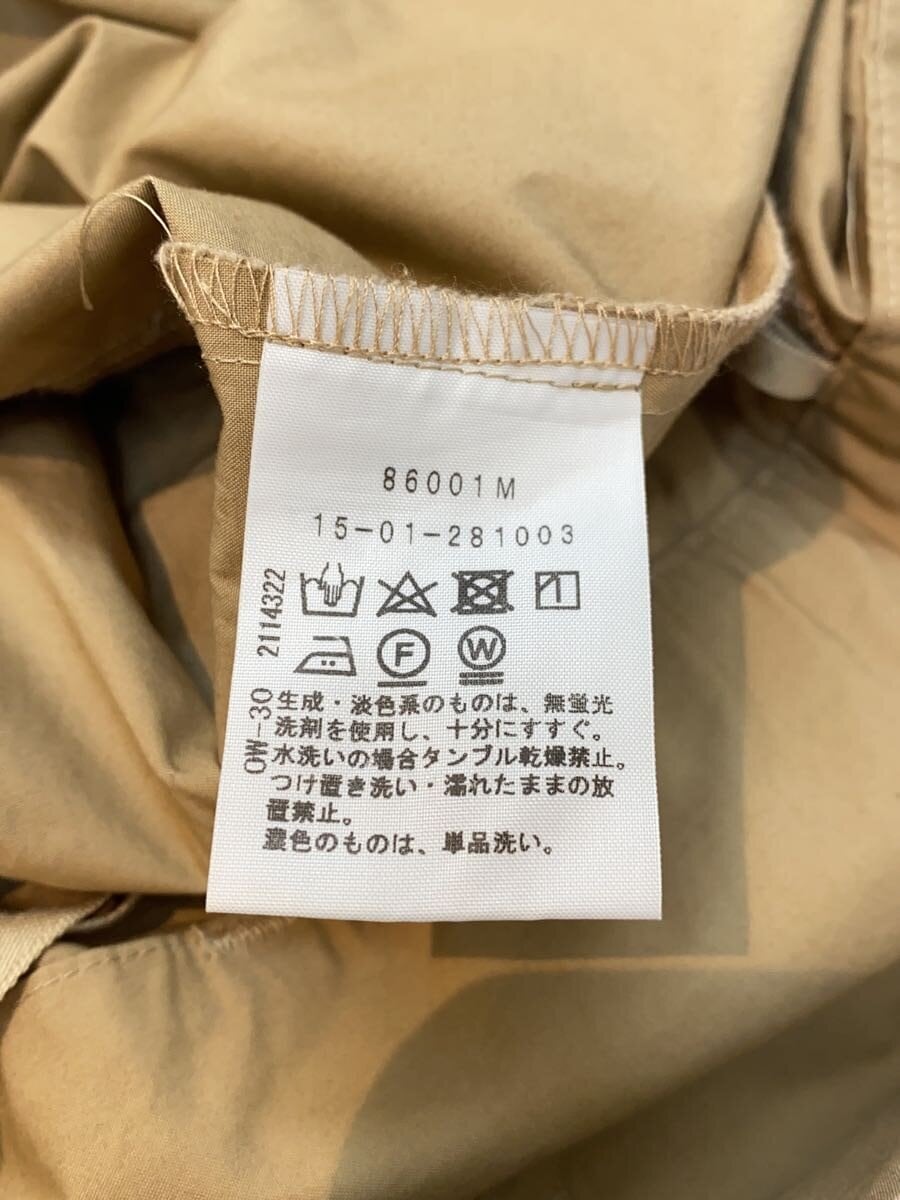 86001M
15-01-281003
F
W
生成・淡色系のものは、無蛍光
洗剤を使用し、十分にすすぐ。
水洗いの場合タンブル乾燥禁止。
つけ置き洗い・濡れたままの放
置禁止。
濃色のものは、単品洗い。
OW-30 2114322